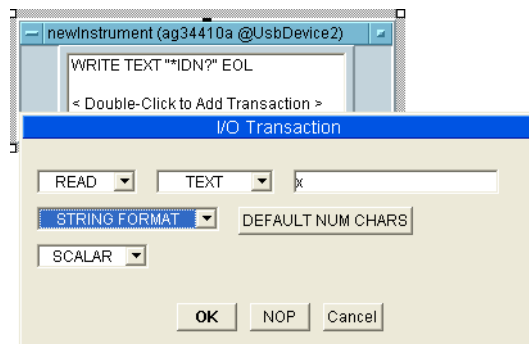 newInstrument (ag34410a @UsbDevice2)
WRITE TEXT "*IDN?" EOL
< Double-Click to Add Transaction >
I/O Transaction
READ TEXT x
STRING FORMAT DEFAULT NUM CHARS
SCALAR
OK NOP Cancel